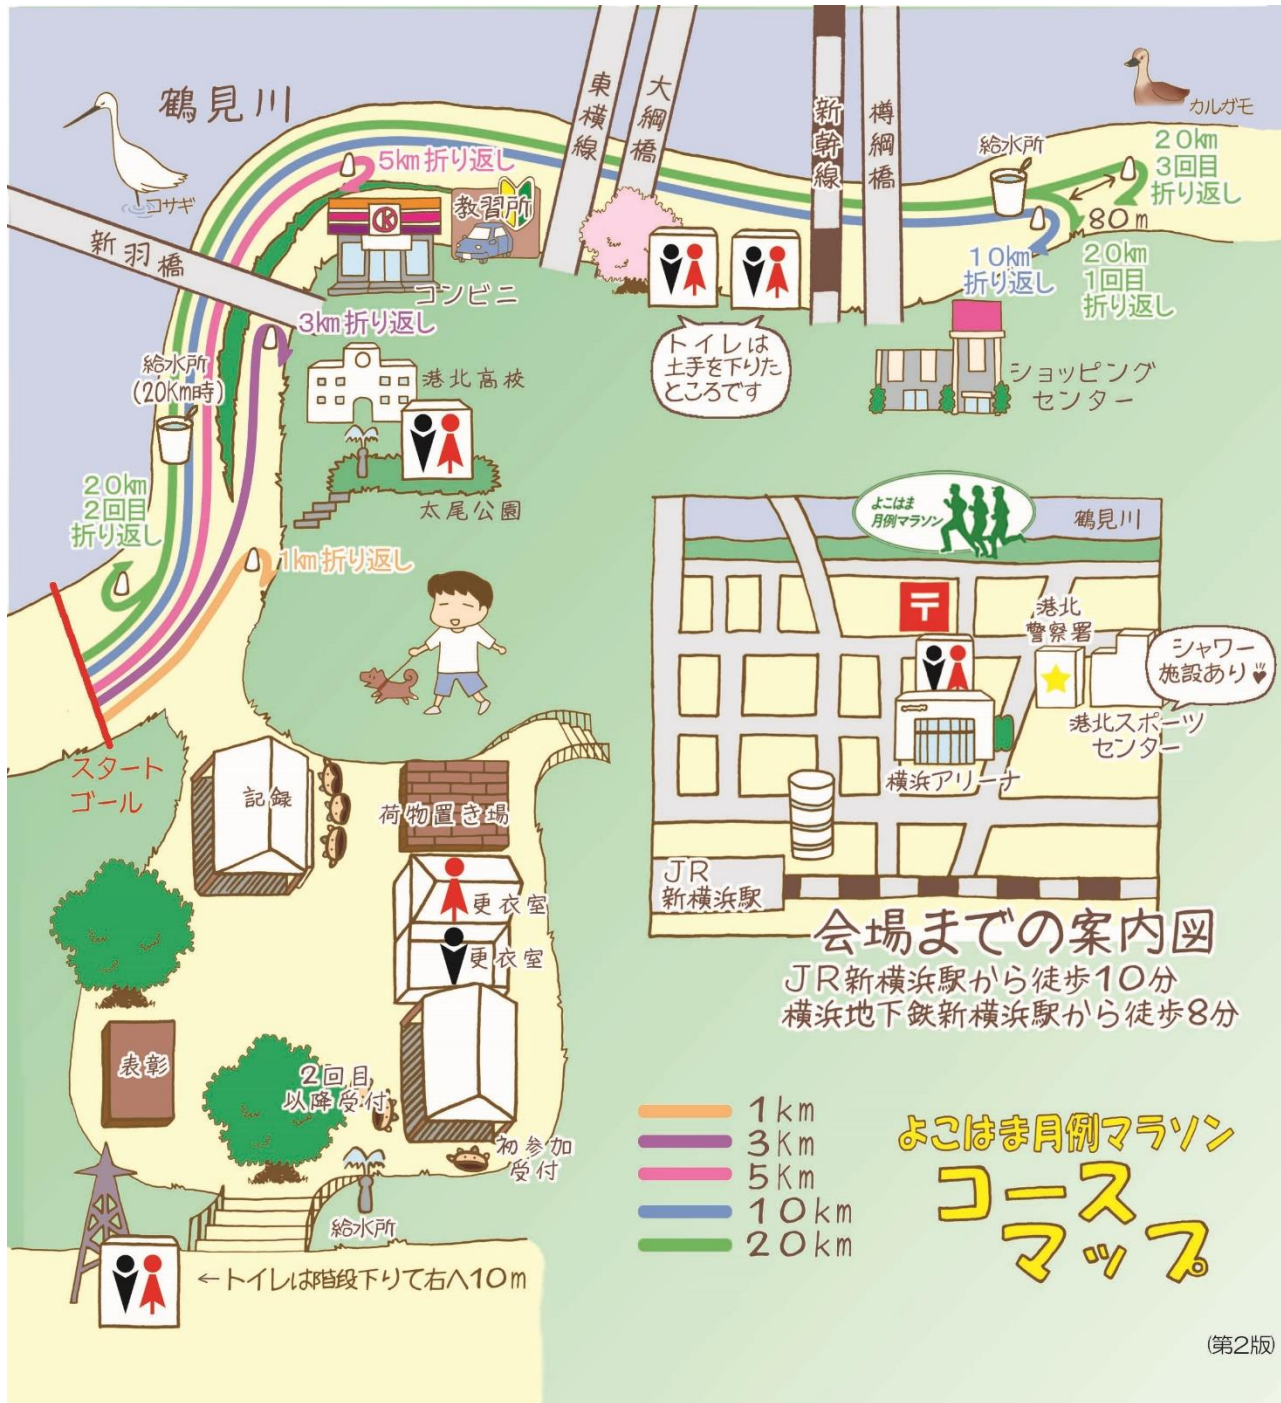 鶴見川
コサギ
新羽橋
5km折り返し
教習所
コンビニ
東横線
大綱橋
新幹線
樽綱橋
カルガモ
給水所
20km
3回目
折り返し
80m
10km
折り返し
20km
1回目
折り返し
3km折り返し
給水所
(20Km時)
港北高校
太尾公園
トイレは
土手を下りた
ところです
ショッピング
センター
20km
2回目
折り返し
1km折り返し
スタート
ゴール
記録
荷物置き場
更衣室
更衣室
表彰
2回目
以降受付
初参加
受付
給水所
←トイレは階段下りて右へ10m
よこはま
月例マラソン
鶴見川
〒
港北
警察署
シャワー
施設あり♥
港北スポーツ
センター
横浜アリーナ
JR
新横浜駅
会場までの案内図
JR新横浜駅から徒歩10分
横浜地下鉄新横浜駅から徒歩8分
1km
3Km
5Km
10km
20km
よこはま月例マラソン
コース
マップ
(第2版)